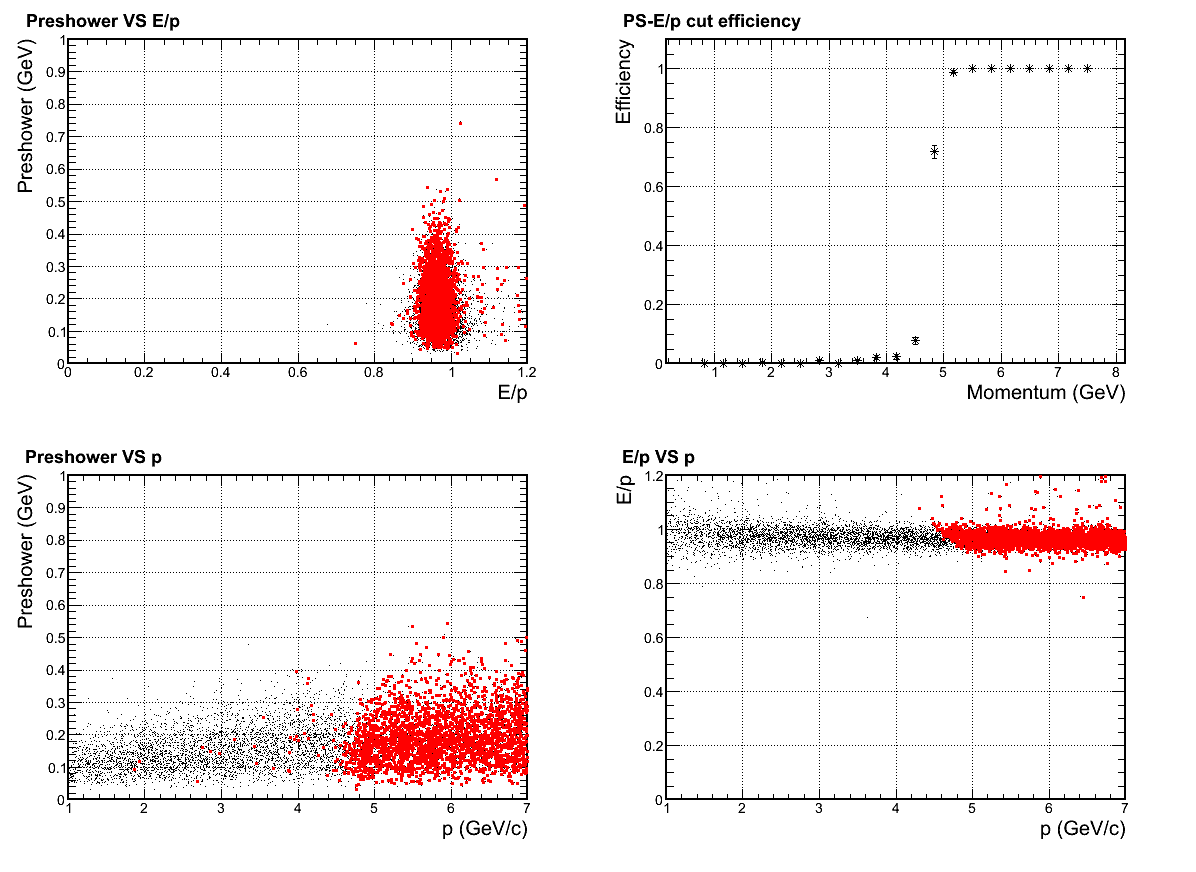 Preshower VS E/p
Preshower (GeV)
1
0.9
0.8
0.7
0.6
0.5
0.4
0.3
0.2
0.1
0
0 0.2 0.4 0.6 0.8 1 1.2
E/p
PS-E/p cut efficiency
Efficiency
1
0.8
0.6
0.4
0.2
0
1 2 3 4 5 6 7 8
Momentum (GeV)
Preshower VS p
Preshower (GeV)
1
0.9
0.8
0.7
0.6
0.5
0.4
0.3
0.2
0.1
0
1 2 3 4 5 6 7
p (GeV/c)
E/p VS p
E/p
1.2
1
0.8
0.6
0.4
0.2
0
1 2 3 4 5 6 7
p (GeV/c)